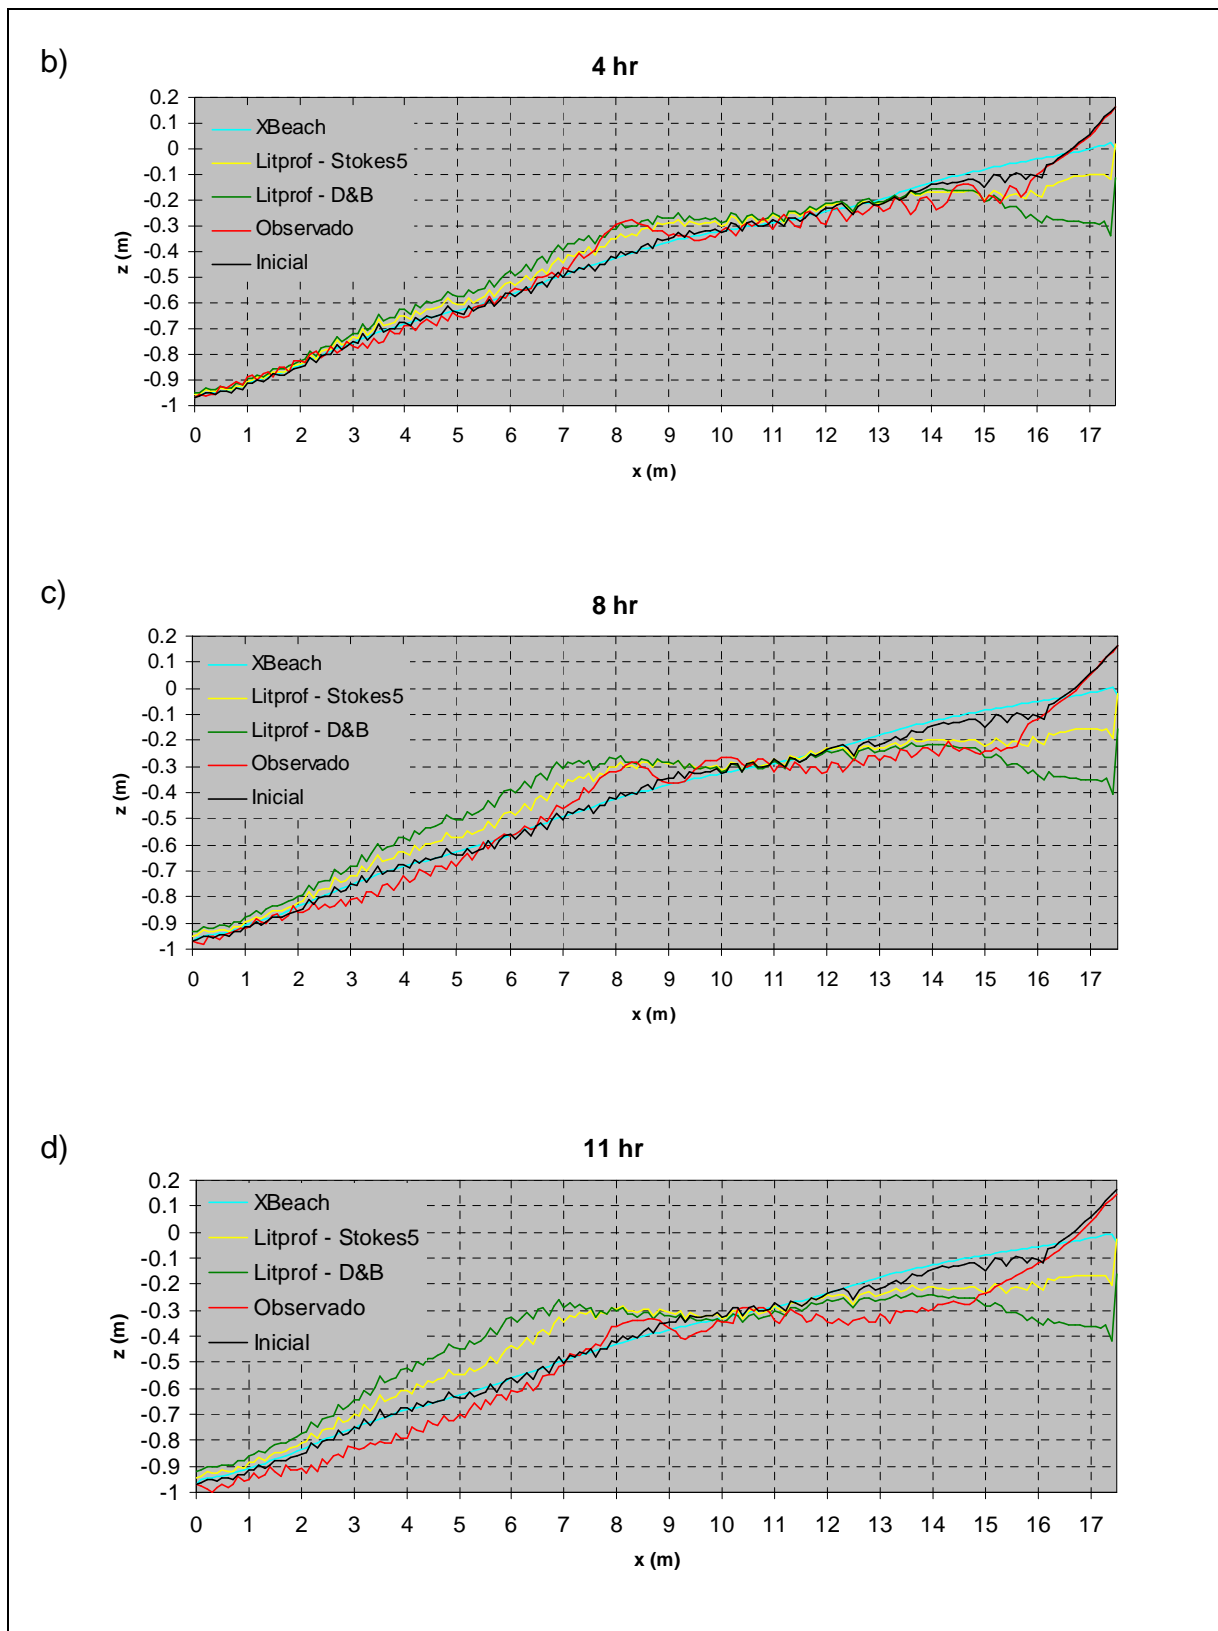 b)
4 hr
0.2
0.1
0
-0.1
-0.2
-0.3
-0.4
-0.5
-0.6
-0.7
-0.8
-0.9
-1
z (m)
XBeach
Litprof - Stokes5
Litprof - D&B
Observado
Inicial
0 1 2 3 4 5 6 7 8 9 10 11 12 13 14 15 16 17
x (m)
c)
8 hr
0.2
0.1
0
-0.1
-0.2
-0.3
-0.4
-0.5
-0.6
-0.7
-0.8
-0.9
-1
z (m)
XBeach
Litprof - Stokes5
Litprof - D&B
Observado
Inicial
0 1 2 3 4 5 6 7 8 9 10 11 12 13 14 15 16 17
x (m)
d)
11 hr
0.2
0.1
0
-0.1
-0.2
-0.3
-0.4
-0.5
-0.6
-0.7
-0.8
-0.9
-1
z (m)
XBeach
Litprof - Stokes5
Litprof - D&B
Observado
Inicial
0 1 2 3 4 5 6 7 8 9 10 11 12 13 14 15 16 17
x (m)